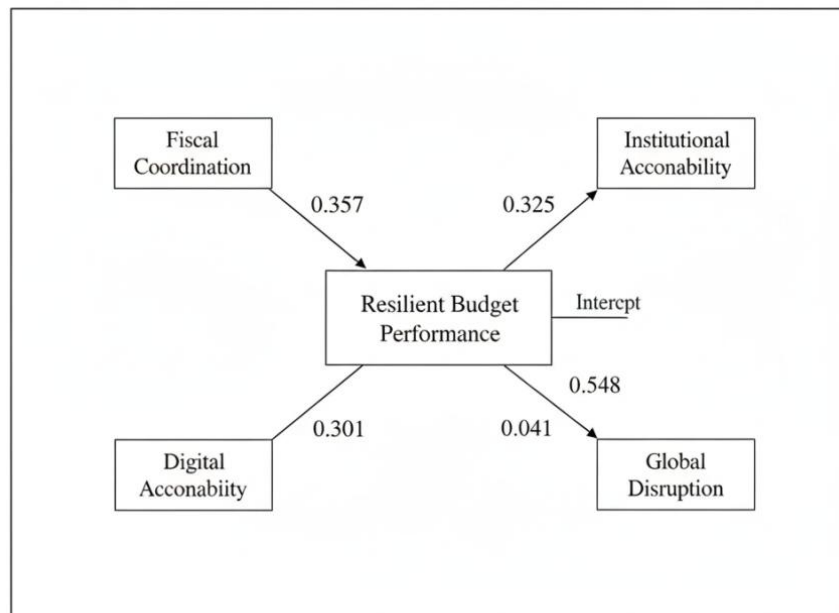 Fiscal
Coordination
Institutional
Acconability
0.357
0.325
Resilient Budget
Performance
Intercpt
0.548
0.301
0.041
Digital
Acconabiity
Global
Disruption